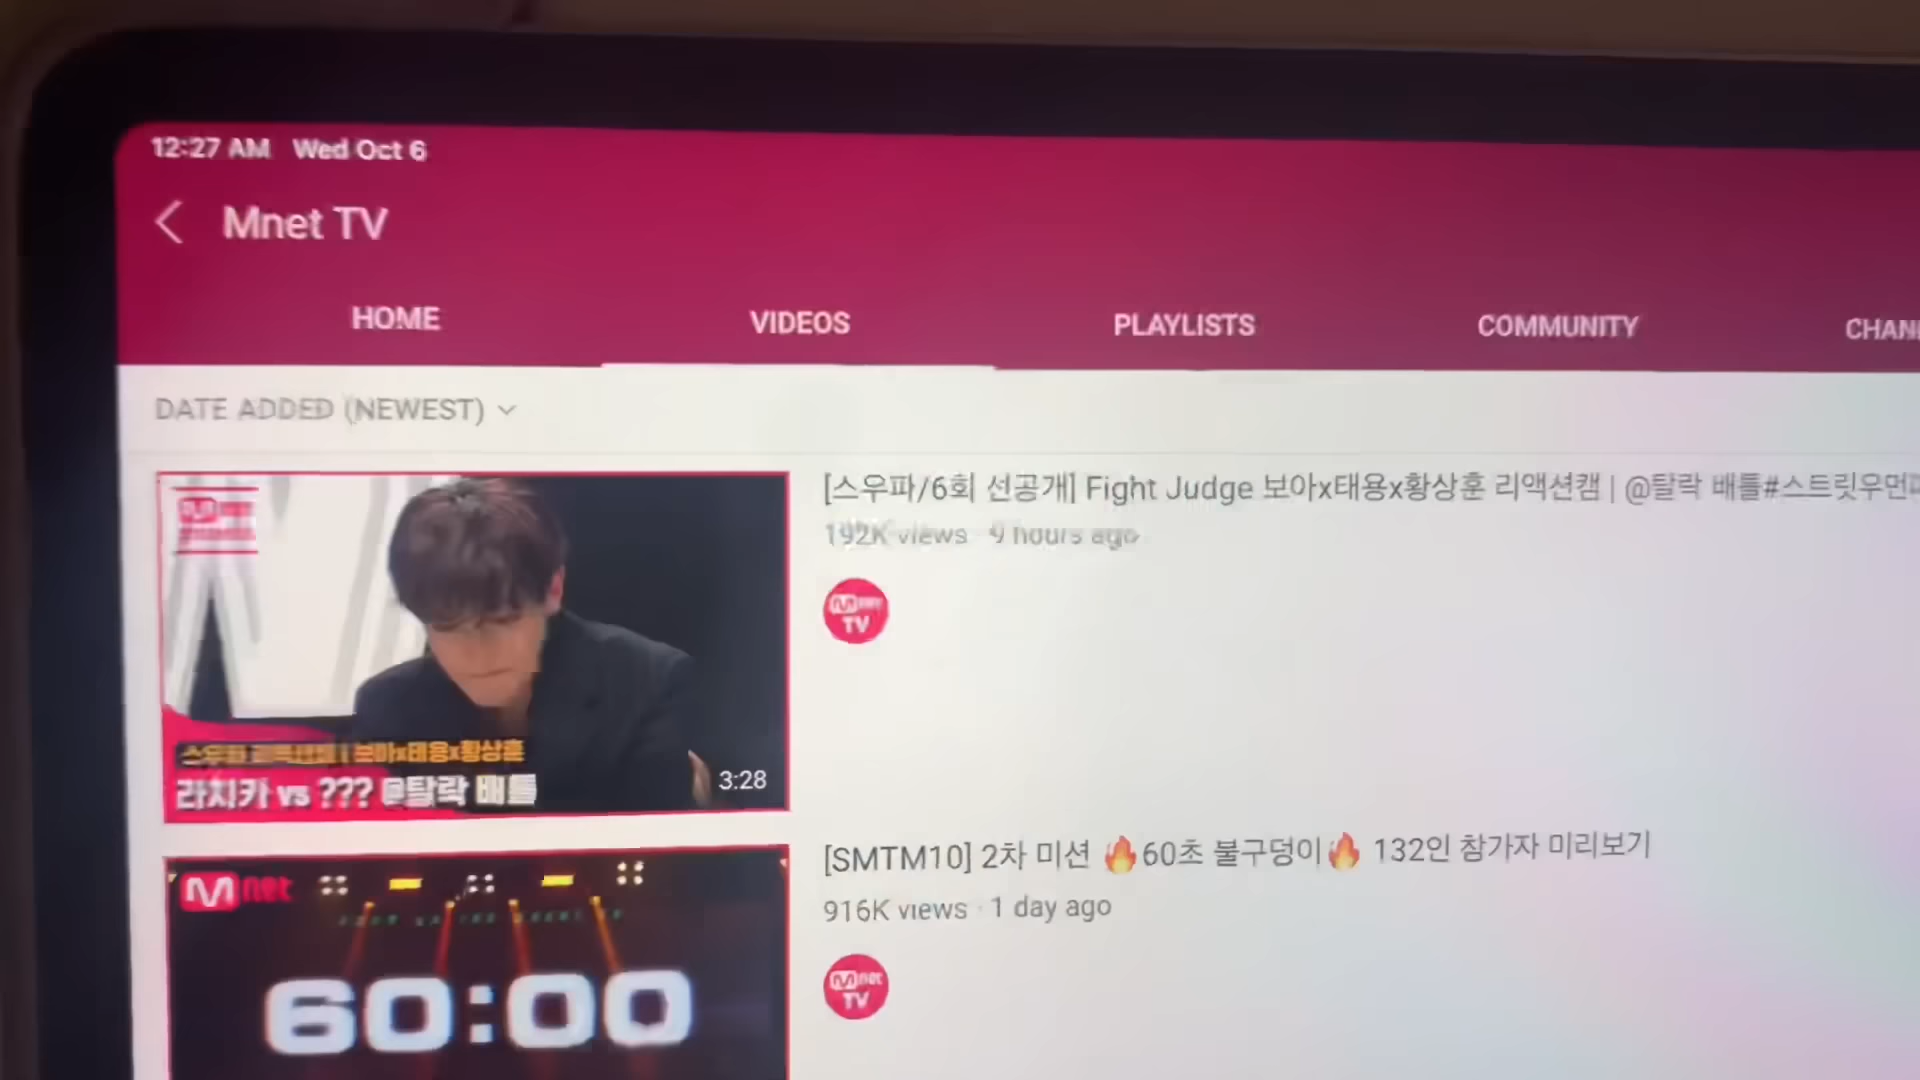 12:27 AM Wed Oct 6
Mnet TV
HOME VIDEOS PLAYLISTS COMMUNITY CHAN
DATE ADDED (NEWEST)
[스우파/6회 선공개] Fight Judge 보아x태용x황상훈 리액션캠 | @탈락 배틀#스트릿우먼파
192K views · 9 hours ago
TV
스우파 리액션캠 | 보아x태용x황상훈
라치카 vs ??? @탈락 배틀
3:28
[SMTM10] 2차 미션 🔥60초 불구덩이🔥 132인 참가자 미리보기
916K views · 1 day ago
Mnet
TV
Mnet
60:00